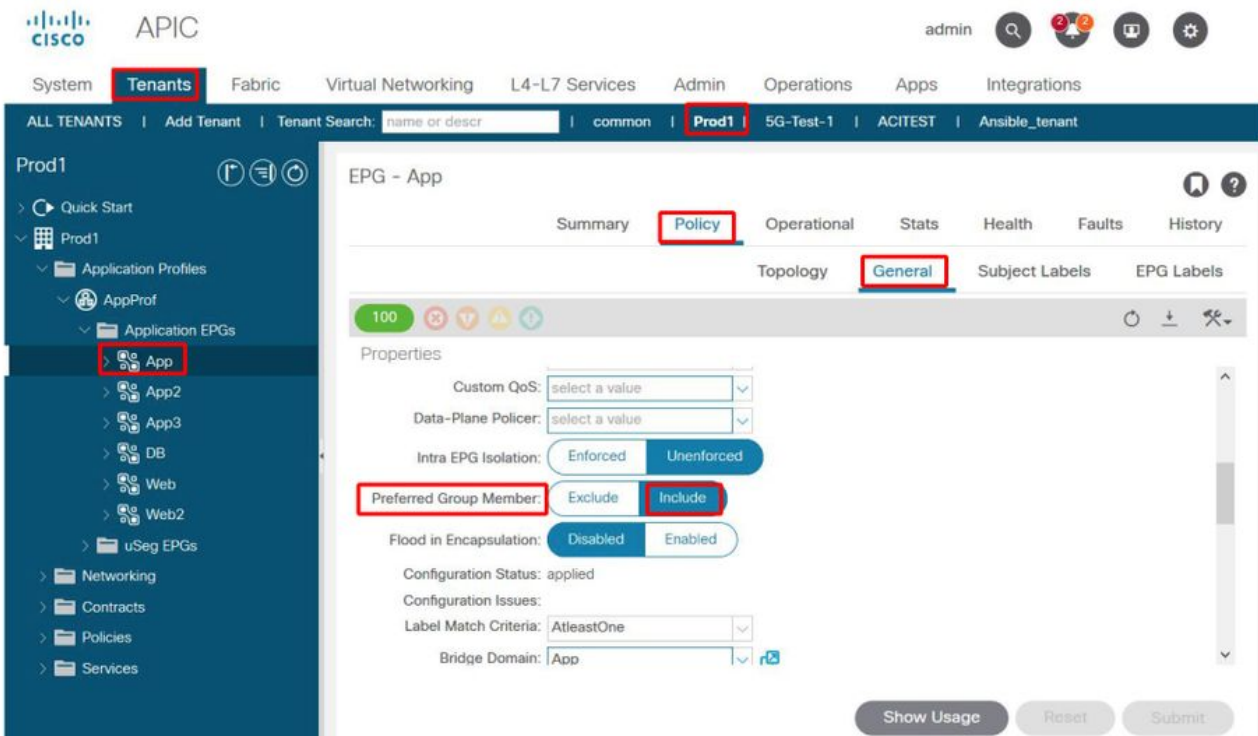 CISCO
APIC
admin
2 2
System Tenants Fabric Virtual Networking L4-L7 Services Admin Operations Apps Integrations
ALL TENANTS | Add Tenant | Tenant Search: name or descr | common | Prod1 | 5G-Test-1 | ACITEST | Ansible_tenant
Prod1
Quick Start
Prod1
Application Profiles
AppProf
Application EPGs
App
App2
App3
DB
Web
Web2
uSeg EPGs
Networking
Contracts
Policies
Services
EPG - App
Summary Policy Operational Stats Health Faults History
Topology General Subject Labels EPG Labels
100
Properties
Custom QoS: select a value
Data-Plane Policer: select a value
Intra EPG Isolation: Enforced Unenforced
Preferred Group Member: Exclude Include
Flood in Encapsulation: Disabled Enabled
Configuration Status: applied
Configuration Issues:
Label Match Criteria: AtleastOne
Bridge Domain: App
Show Usage Reset Submit